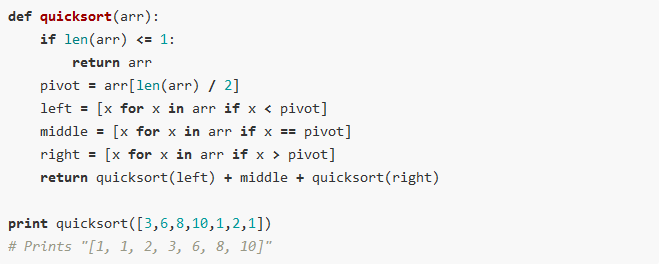 def quicksort(arr):
    if len(arr) <= 1:
        return arr
    pivot = arr[len(arr) / 2]
    left = [x for x in arr if x < pivot]
    middle = [x for x in arr if x == pivot]
    right = [x for x in arr if x > pivot]
    return quicksort(left) + middle + quicksort(right)

print quicksort([3,6,8,10,1,2,1])
# Prints "[1, 1, 2, 3, 6, 8, 10]"